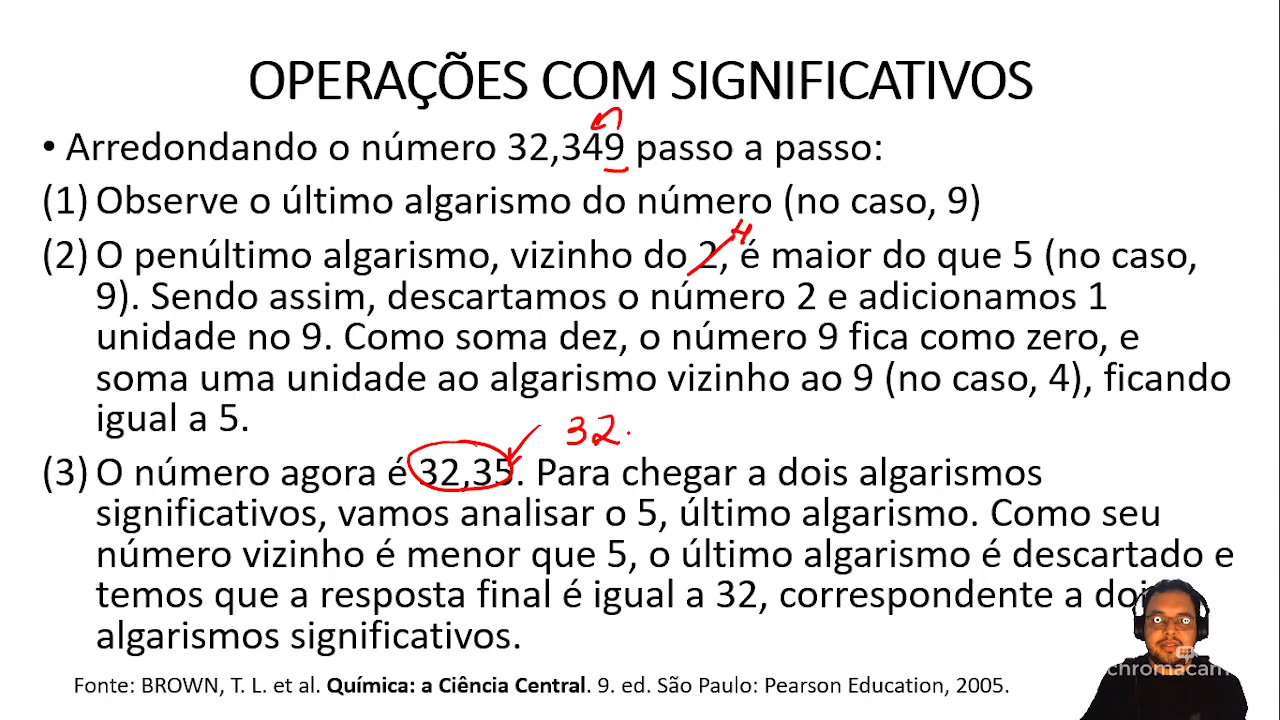 OPERAÇÕES COM SIGNIFICATIVOS
• Arredondando o número 32,349 passo a passo:
(1) Observe o último algarismo do número (no caso, 9)
4
(2) O penúltimo algarismo, vizinho do 2, é maior do que 5 (no caso,
9). Sendo assim, descartamos o número 2 e adicionamos 1
unidade no 9. Como soma dez, o número 9 fica como zero, e
soma uma unidade ao algarismo vizinho ao 9 (no caso, 4), ficando
igual a 5.
32.
(3) O número agora é 32,35. Para chegar a dois algarismos
significativos, vamos analisar o 5, último algarismo. Como seu
número vizinho é menor que 5, o último algarismo é descartado e
temos que a resposta final é igual a 32, correspondente a dois
algarismos significativos.
chromacam
Fonte: BROWN, T. L. et al. Química: a Ciência Central. 9. ed. São Paulo: Pearson Education, 2005.